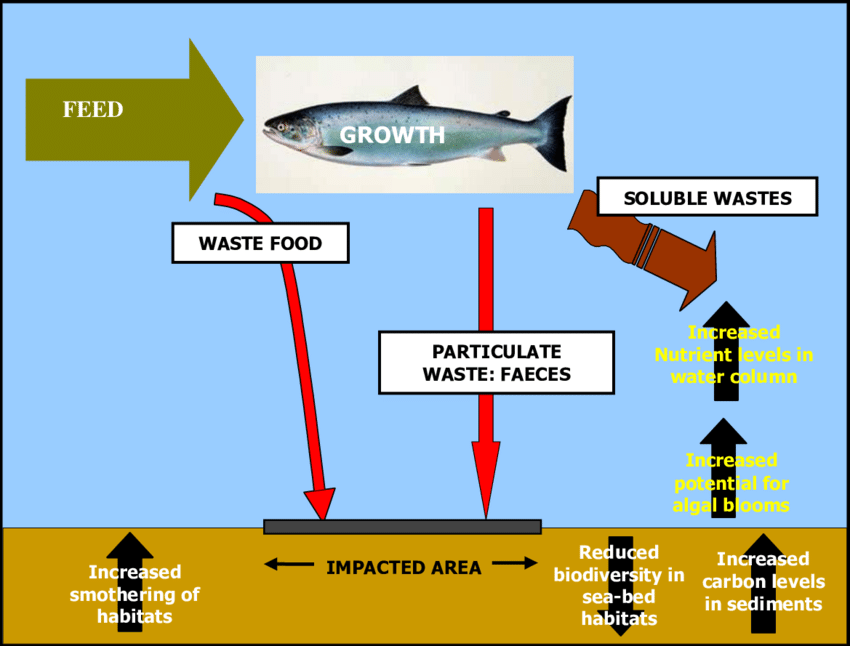 FEED
GROWTH
SOLUBLE WASTES
WASTE FOOD
PARTICULATE
WASTE: FAECES
Increased
Nutrient levels in
water column
Increased
potential for
algal blooms
Increased
smothering of
habitats
IMPACTED AREA
Reduced
biodiversity in
sea-bed
habitats
Increased
carbon levels
in sediments